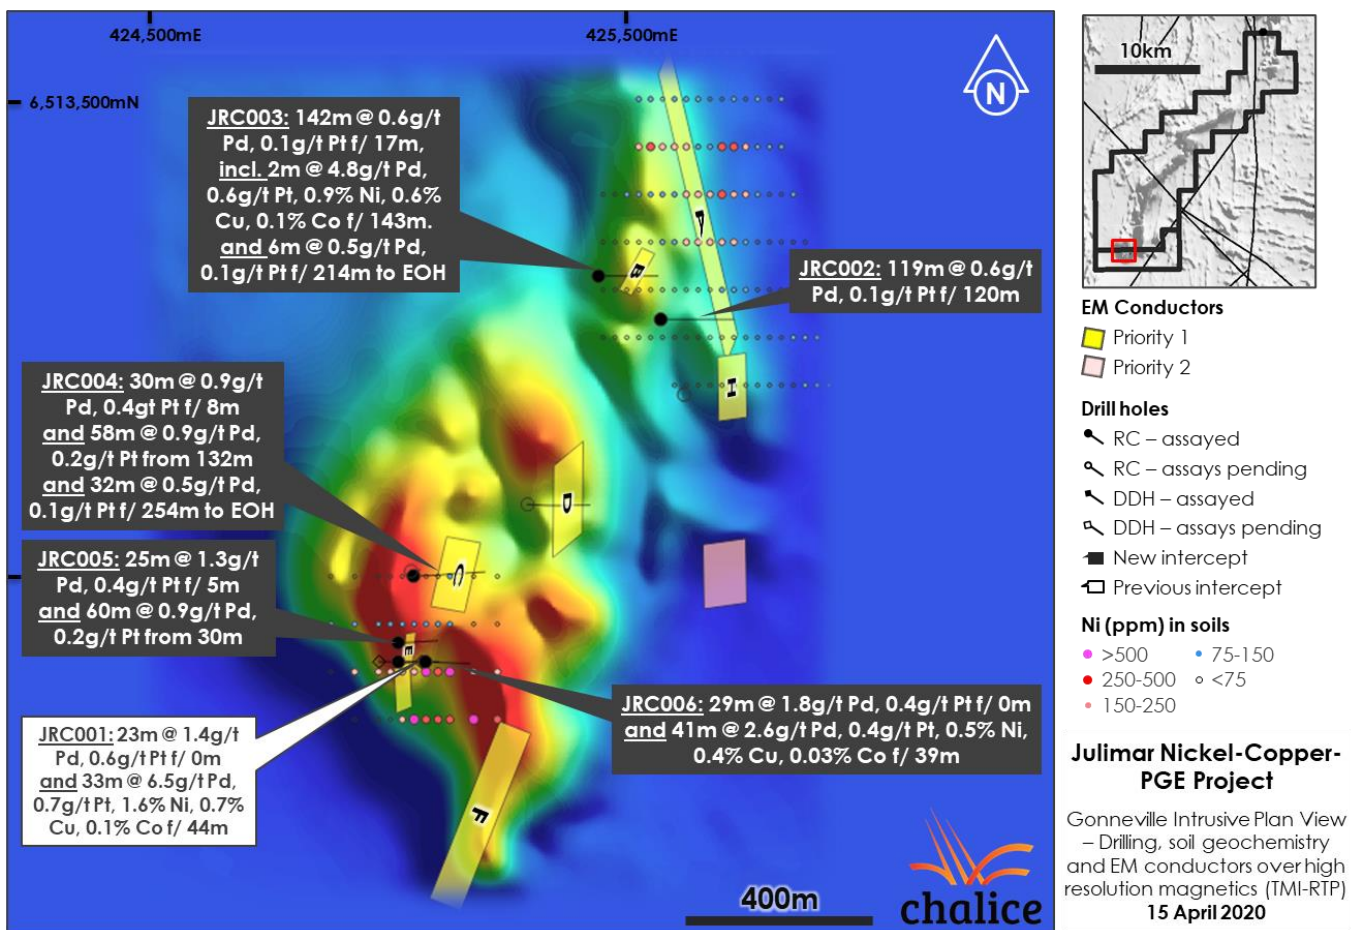 424,500mE
425,500mE
6,513,500mN
N
JRC003: 142m @ 0.6g/t
Pd, 0.1g/t Pt f/ 17m,
incl. 2m @ 4.8g/t Pd,
0.6g/t Pt, 0.9% Ni, 0.6%
Cu, 0.1% Co f/ 143m.
and 6m @ 0.5g/t Pd,
0.1g/t Pt f/ 214m to EOH
JRC002: 119m @ 0.6g/t
Pd, 0.1g/t Pt f/ 120m
JRC004: 30m @ 0.9g/t
Pd, 0.4gt Pt f/ 8m
and 58m @ 0.9g/t Pd,
0.2g/t Pt from 132m
and 32m @ 0.5g/t Pd,
0.1g/t Pt f/ 254m to EOH
JRC005: 25m @ 1.3g/t
Pd, 0.4g/t Pt f/ 5m
and 60m @ 0.9g/t Pd,
0.2g/t Pt from 30m
JRC001: 23m @ 1.4g/t
Pd, 0.6g/t Pt f/ 0m
and 33m @ 6.5g/t Pd,
0.7g/t Pt, 1.6% Ni, 0.7%
Cu, 0.1% Co f/ 44m
JRC006: 29m @ 1.8g/t Pd, 0.4g/t Pt f/ 0m
and 41m @ 2.6g/t Pd, 0.4g/t Pt, 0.5% Ni,
0.4% Cu, 0.03% Co f/ 39m
A
B
H
D
C
E
F
400m
chalice
10km
EM Conductors
Priority 1
Priority 2
Drill holes
RC – assayed
RC – assays pending
DDH – assayed
DDH – assays pending
New intercept
Previous intercept
Ni (ppm) in soils
>500
75-150
250-500
<75
150-250
Julimar Nickel-Copper-
PGE Project
Gonneville Intrusive Plan View
– Drilling, soil geochemistry
and EM conductors over high
resolution magnetics (TMI-RTP)
15 April 2020